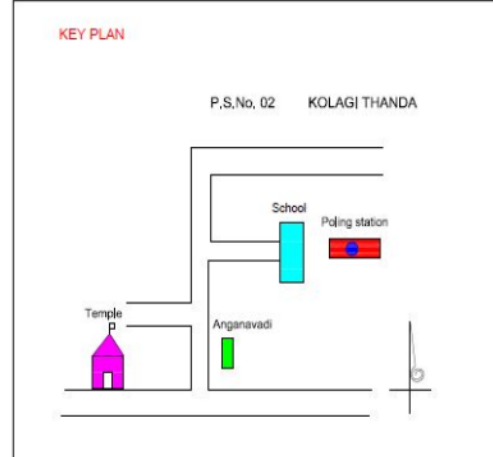 KEY PLAN
P.S.No. 02 KOLAGI THANDA
School
Poling station
Temple
Anganavadi